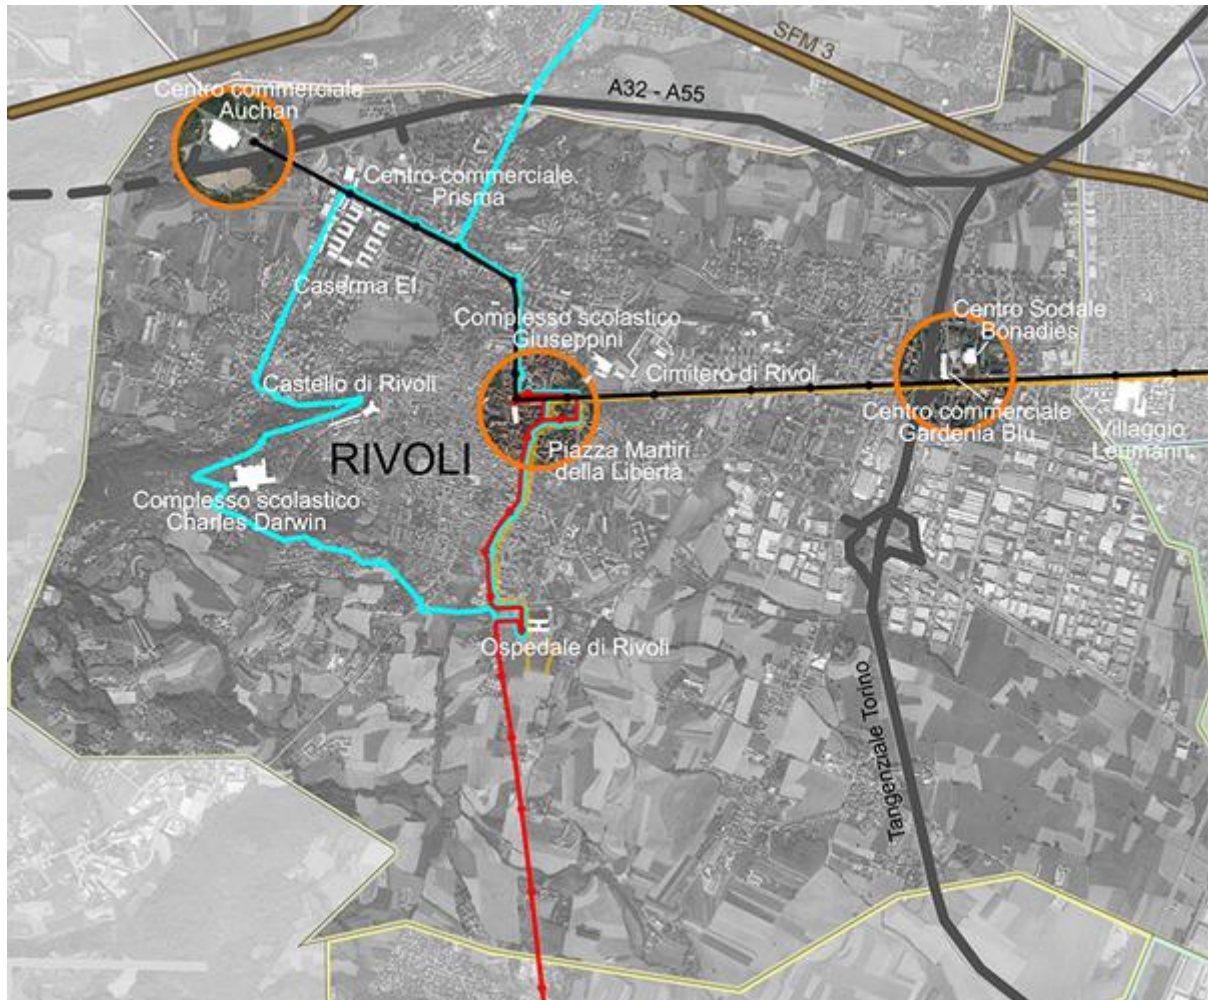 SFM 3
Centro commerciale
Auchan
A32 - A55
Centro commerciale
Prisma
Caserma EI
Centro Sociale
Bonadies
Complesso scolastico
Giuseppini
Cimitero di Rivoli
Castello di Rivoli
Centro commerciale
Gardenia Blu
Villaggio
Leumann
RIVOLI
Piazza Martiri
della Libertà
Complesso scolastico
Charles Darwin
Ospedale di Rivoli
Tangenziale Torino